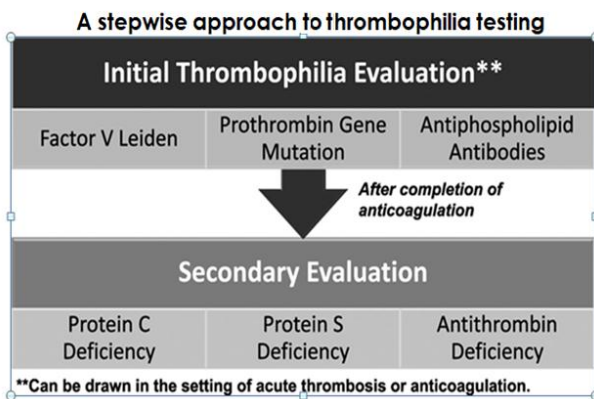 A stepwise approach to thrombophilia testing
Initial Thrombophilia Evaluation**
Factor V Leiden
Prothrombin Gene
Mutation
Antiphospholipid
Antibodies
After completion of
anticoagulation
Secondary Evaluation
Protein C
Deficiency
Protein S
Deficiency
Antithrombin
Deficiency
**Can be drawn in the setting of acute thrombosis or anticoagulation.